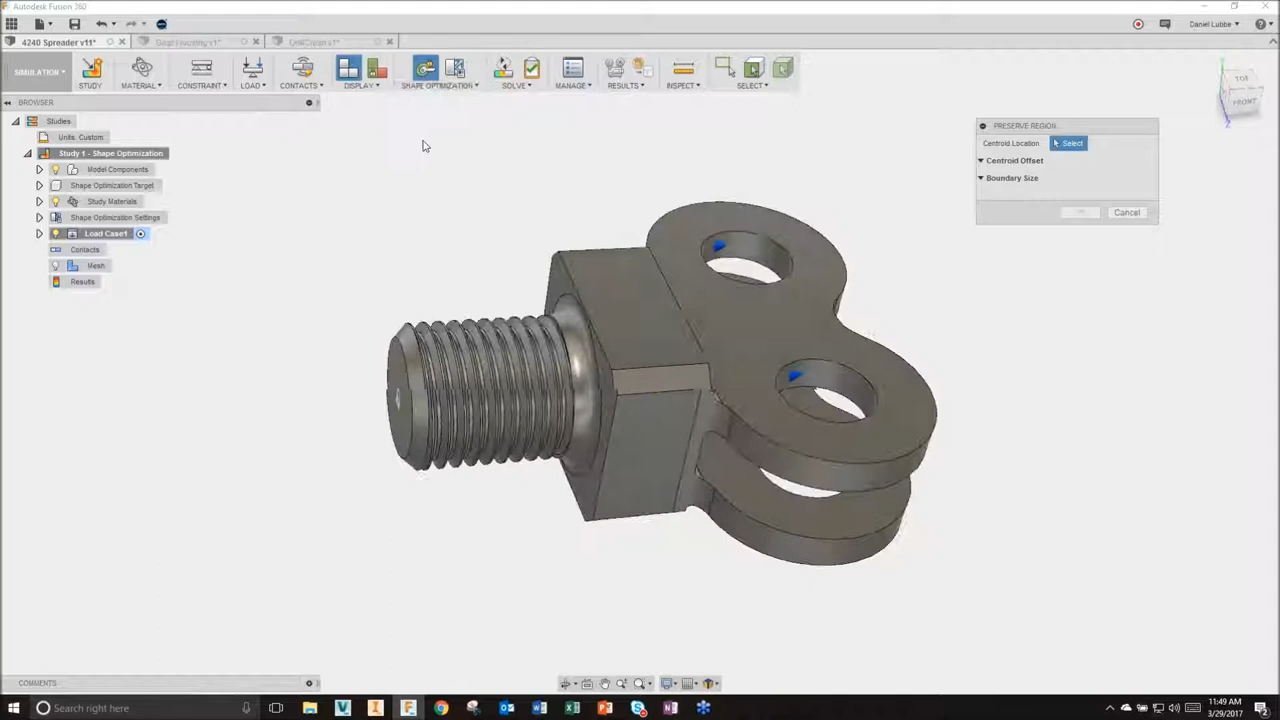 Autodesk Fusion 360
Daniel Lubbe
4240 Spreader v11*
SIMULATION
STUDY
MATERIAL
CONSTRAINT
LOAD
CONTACTS
DISPLAY
SHAPE OPTIMIZATION
SOLVE
MANAGE
RESULTS
INSPECT
SELECT
TOP
FRONT
BROWSER
Studies
Units: Custom
Study 1 - Shape Optimization
Model Components
Shape Optimization Target
Study Materials
Shape Optimization Settings
Load Case1
Contacts
Mesh
Results
PRESERVE REGION
Centroid Location
Select
Centroid Offset
Boundary Size
Cancel
COMMENTS
Search right here
11:49 AM
3/29/2017